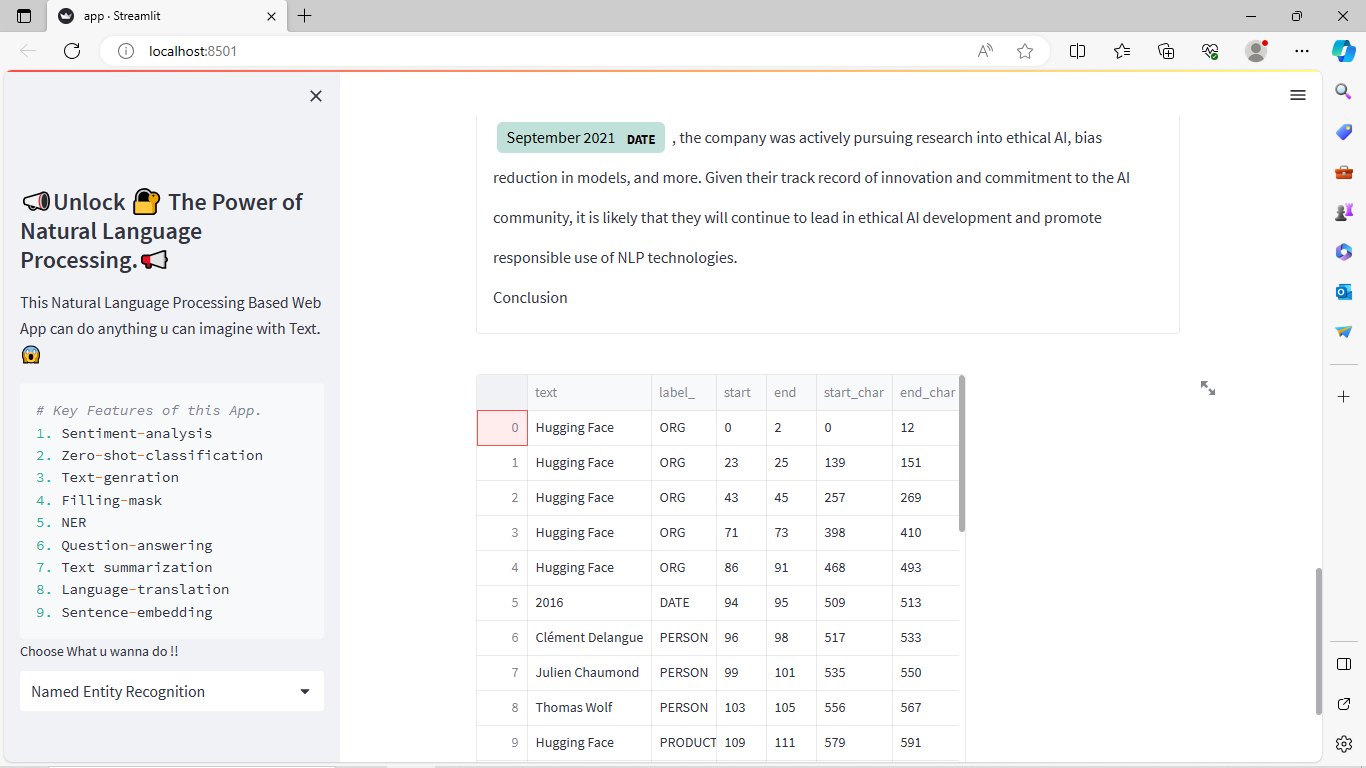 app · Streamlit
localhost:8501
Unlock The Power of
Natural Language
Processing.
This Natural Language Processing Based Web
App can do anything u can imagine with Text.
# Key Features of this App.
1. Sentiment-analysis
2. Zero-shot-classification
3. Text-genration
4. Filling-mask
5. NER
6. Question-answering
7. Text summarization
8. Language-translation
9. Sentence-embedding
Choose What u wanna do !!
Named Entity Recognition
September 2021 DATE , the company was actively pursuing research into ethical AI, bias
reduction in models, and more. Given their track record of innovation and commitment to the AI
community, it is likely that they will continue to lead in ethical AI development and promote
responsible use of NLP technologies.
Conclusion
text label_ start end start_char end_char
0 Hugging Face ORG 0 2 0 12
1 Hugging Face ORG 23 25 139 151
2 Hugging Face ORG 43 45 257 269
3 Hugging Face ORG 71 73 398 410
4 Hugging Face ORG 86 91 468 493
5 2016 DATE 94 95 509 513
6 Clément Delangue PERSON 96 98 517 533
7 Julien Chaumond PERSON 99 101 535 550
8 Thomas Wolf PERSON 103 105 556 567
9 Hugging Face PRODUCT 109 111 579 591